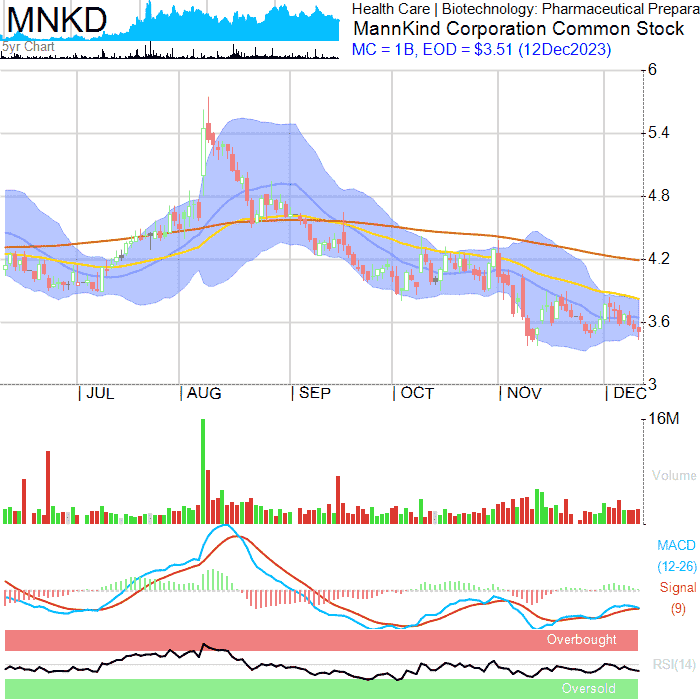 MNKD
5yr Chart
Health Care | Biotechnology: Pharmaceutical Prepara
MannKind Corporation Common Stock
MC = 1B, EOD = $3.51 (12Dec2023)
6
5.4
4.8
4.2
3.6
3
| JUL | AUG | SEP | OCT | NOV | DEC
16M
Volume
MACD
(12-26)
Signal
(9)
Overbought
RSI(14)
Oversold